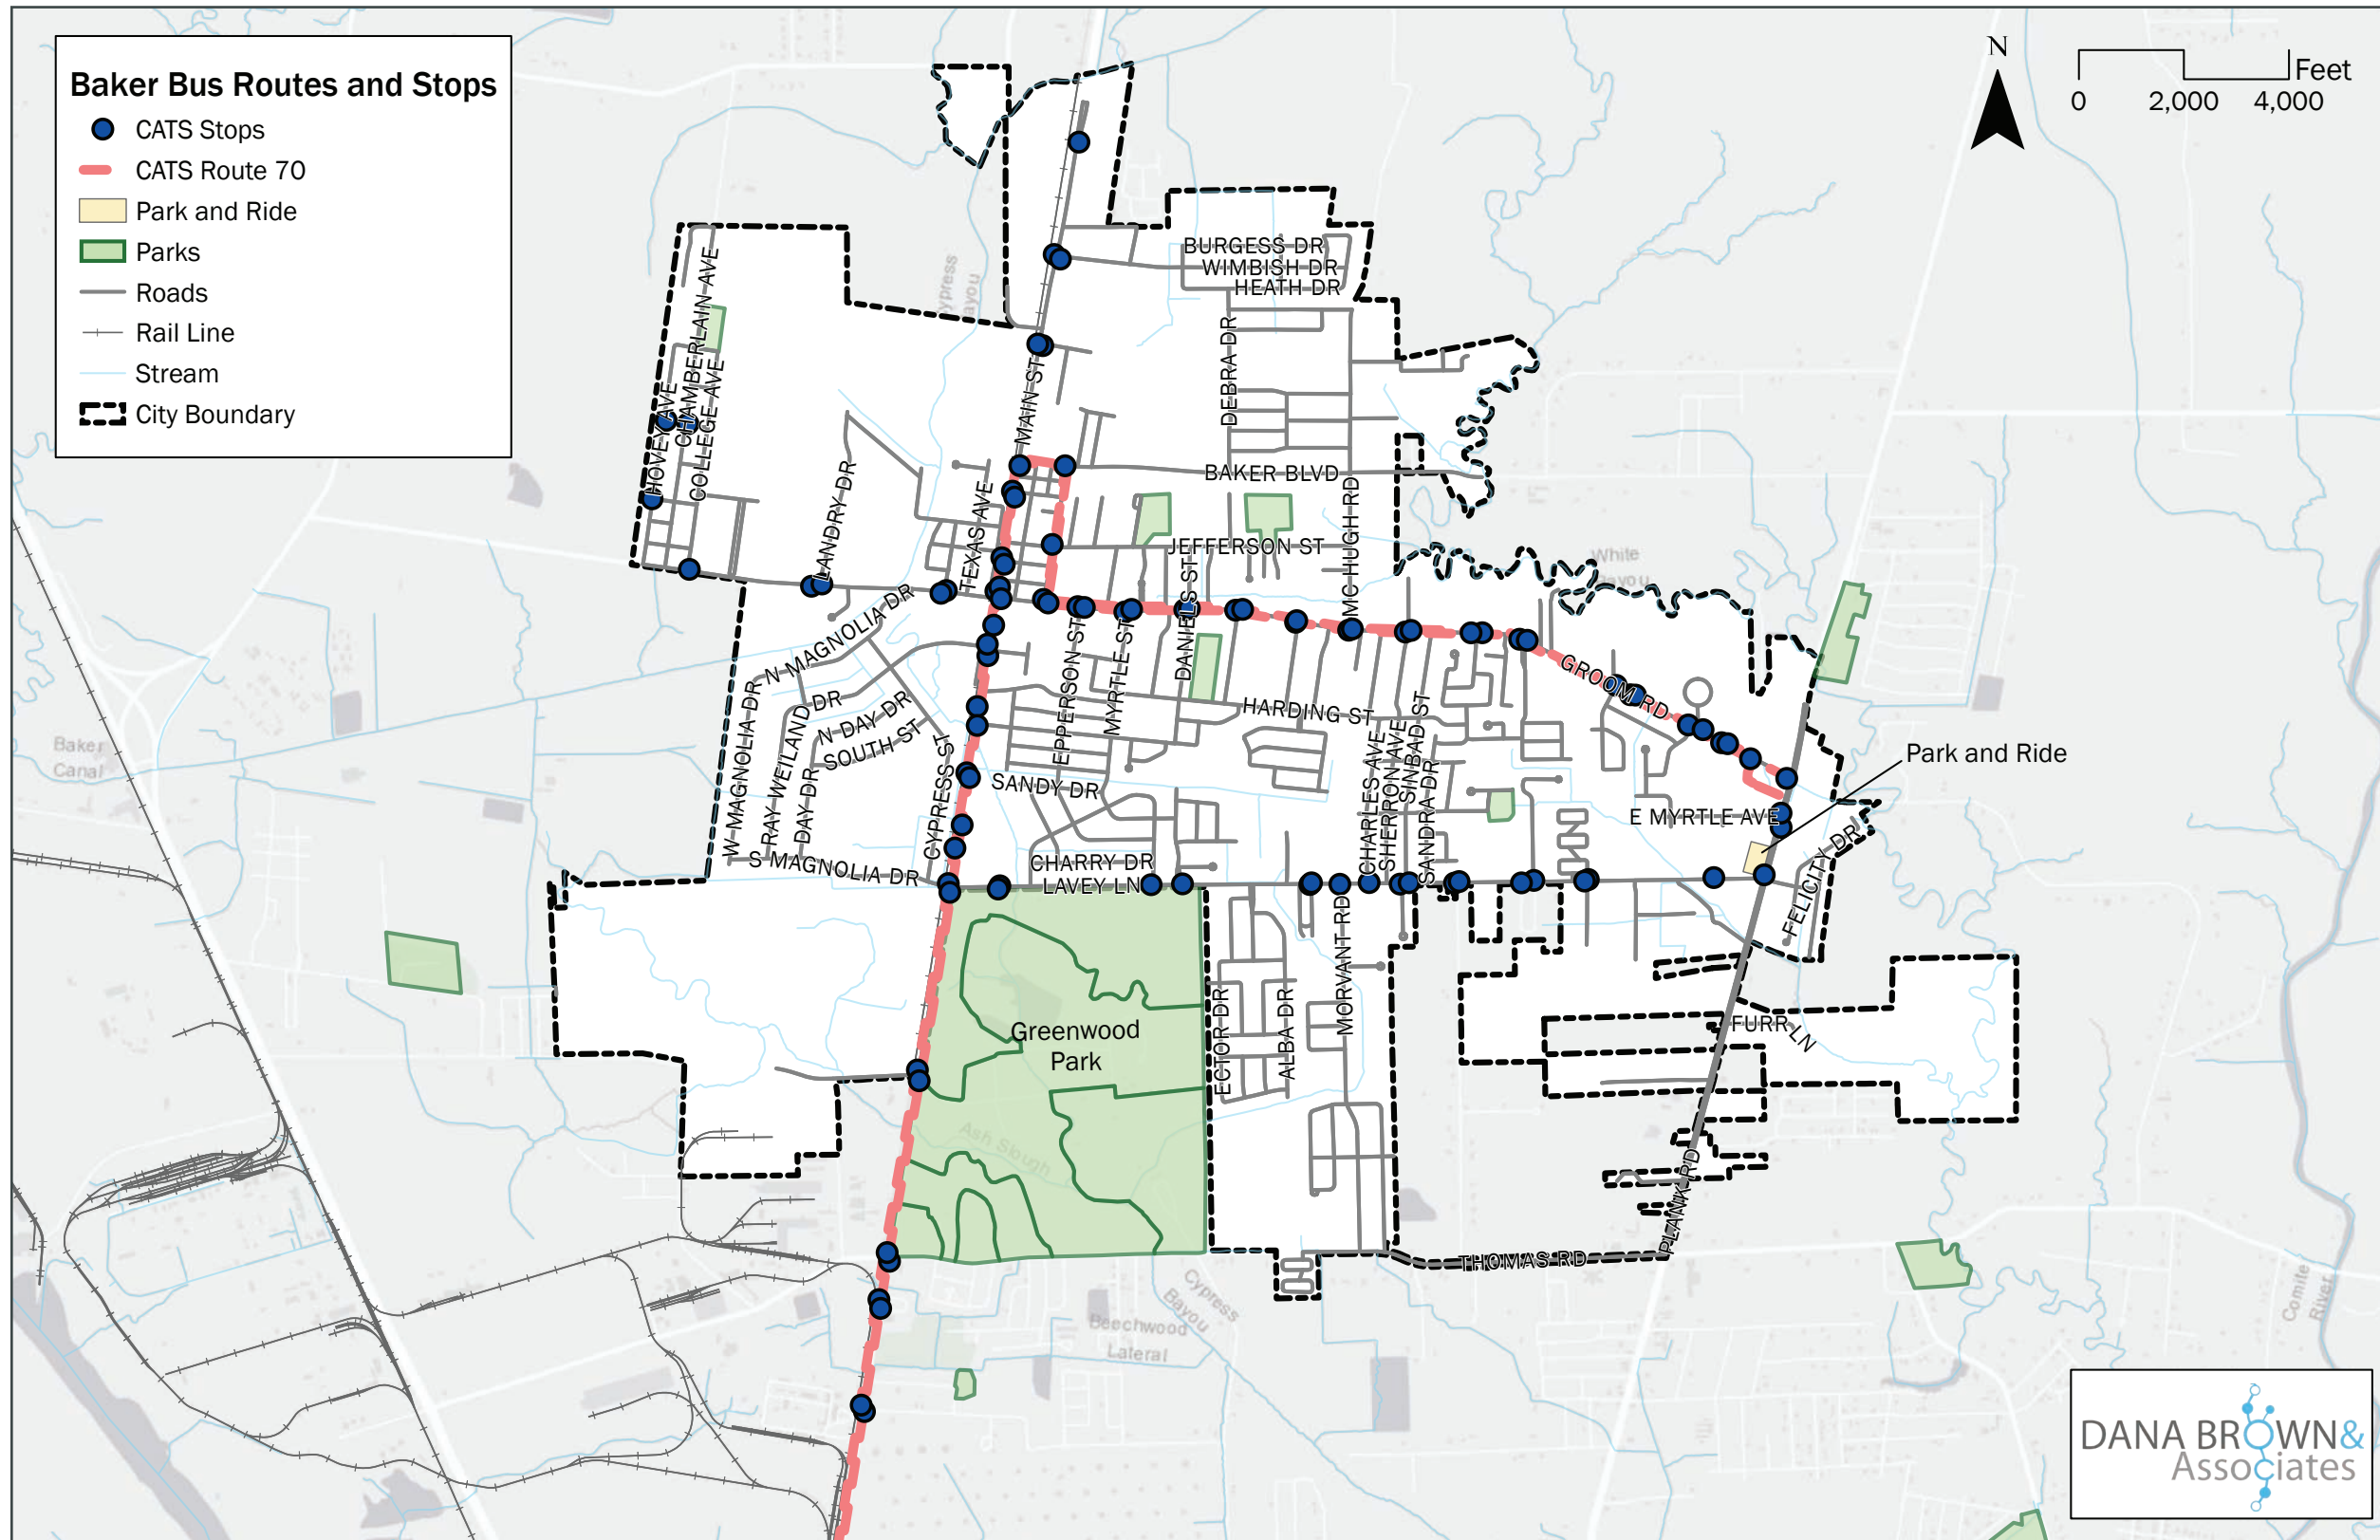 Baker Bus Routes and Stops
CATS Stops
CATS Route 70
Park and Ride
Parks
Roads
Rail Line
Stream
City Boundary
N
Feet
0 2,000 4,000
BURGESS DR
WIMBISH DR
HEATH DR
Cypress
Bayou
CHAMBERLAIN AVE
HOVEY AVE
COLLEGE AVE
MAIN ST
DEBRA DR
BAKER BLVD
LANDRY DR
TEXAS AVE
MC HUGH RD
JEFFERSON ST
White
Bayou
DANIELS ST
N MAGNOLIA DR
EPPERSON ST
MYRTLE ST
GROOM RD
W MAGNOLIA DR
RAY WEILAND DR
N DAY DR
SOUTH ST
DAY DR
HARDING ST
Baker
Canal
CYPRESS ST
SANDY DR
CHARLES AVE
SHERRON AVE
SINBAD ST
SANDRA DR
Park and Ride
E MYRTLE AVE
FELICITY DR
S MAGNOLIA DR
CHARRY DR
LAVEY LN
MORVANT RD
ECTOR DR
ALBA DR
Greenwood
Park
FURR LN
Ash Slough
PLANK RD
THOMAS RD
Cypress
Bayou
Beechwood
Lateral
Comite
River
DANA BROWN&
Associates